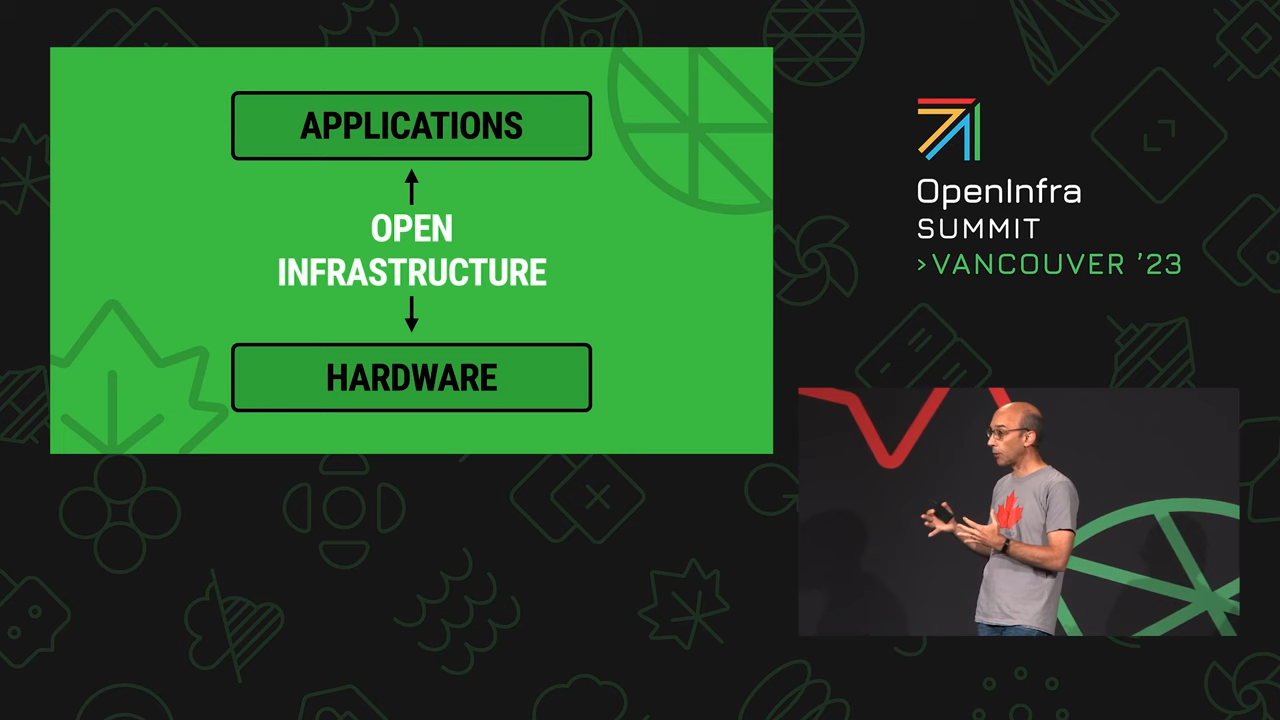 APPLICATIONS
OPEN
INFRASTRUCTURE
HARDWARE
OpenInfra
SUMMIT
>VANCOUVER '23